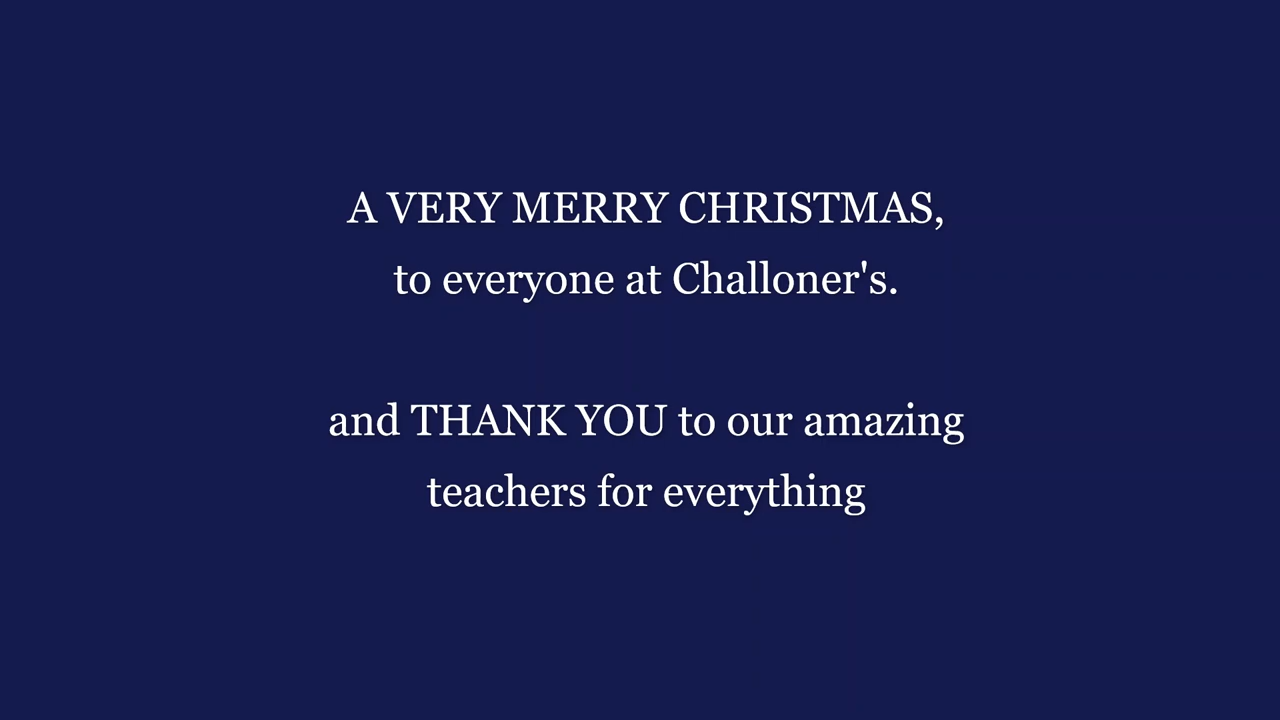 A VERY MERRY CHRISTMAS,
to everyone at Challoner's.
and THANK YOU to our amazing
teachers for everything